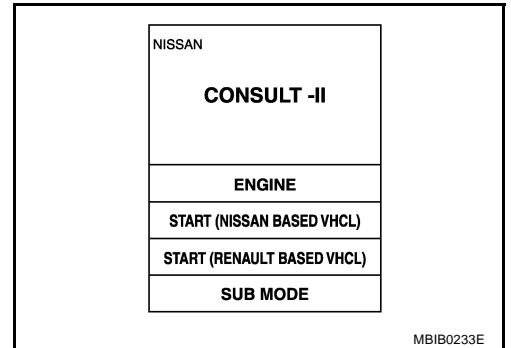 NISSAN
CONSULT -II
ENGINE
START (NISSAN BASED VHCL)
START (RENAULT BASED VHCL)
SUB MODE
MBIB0233E